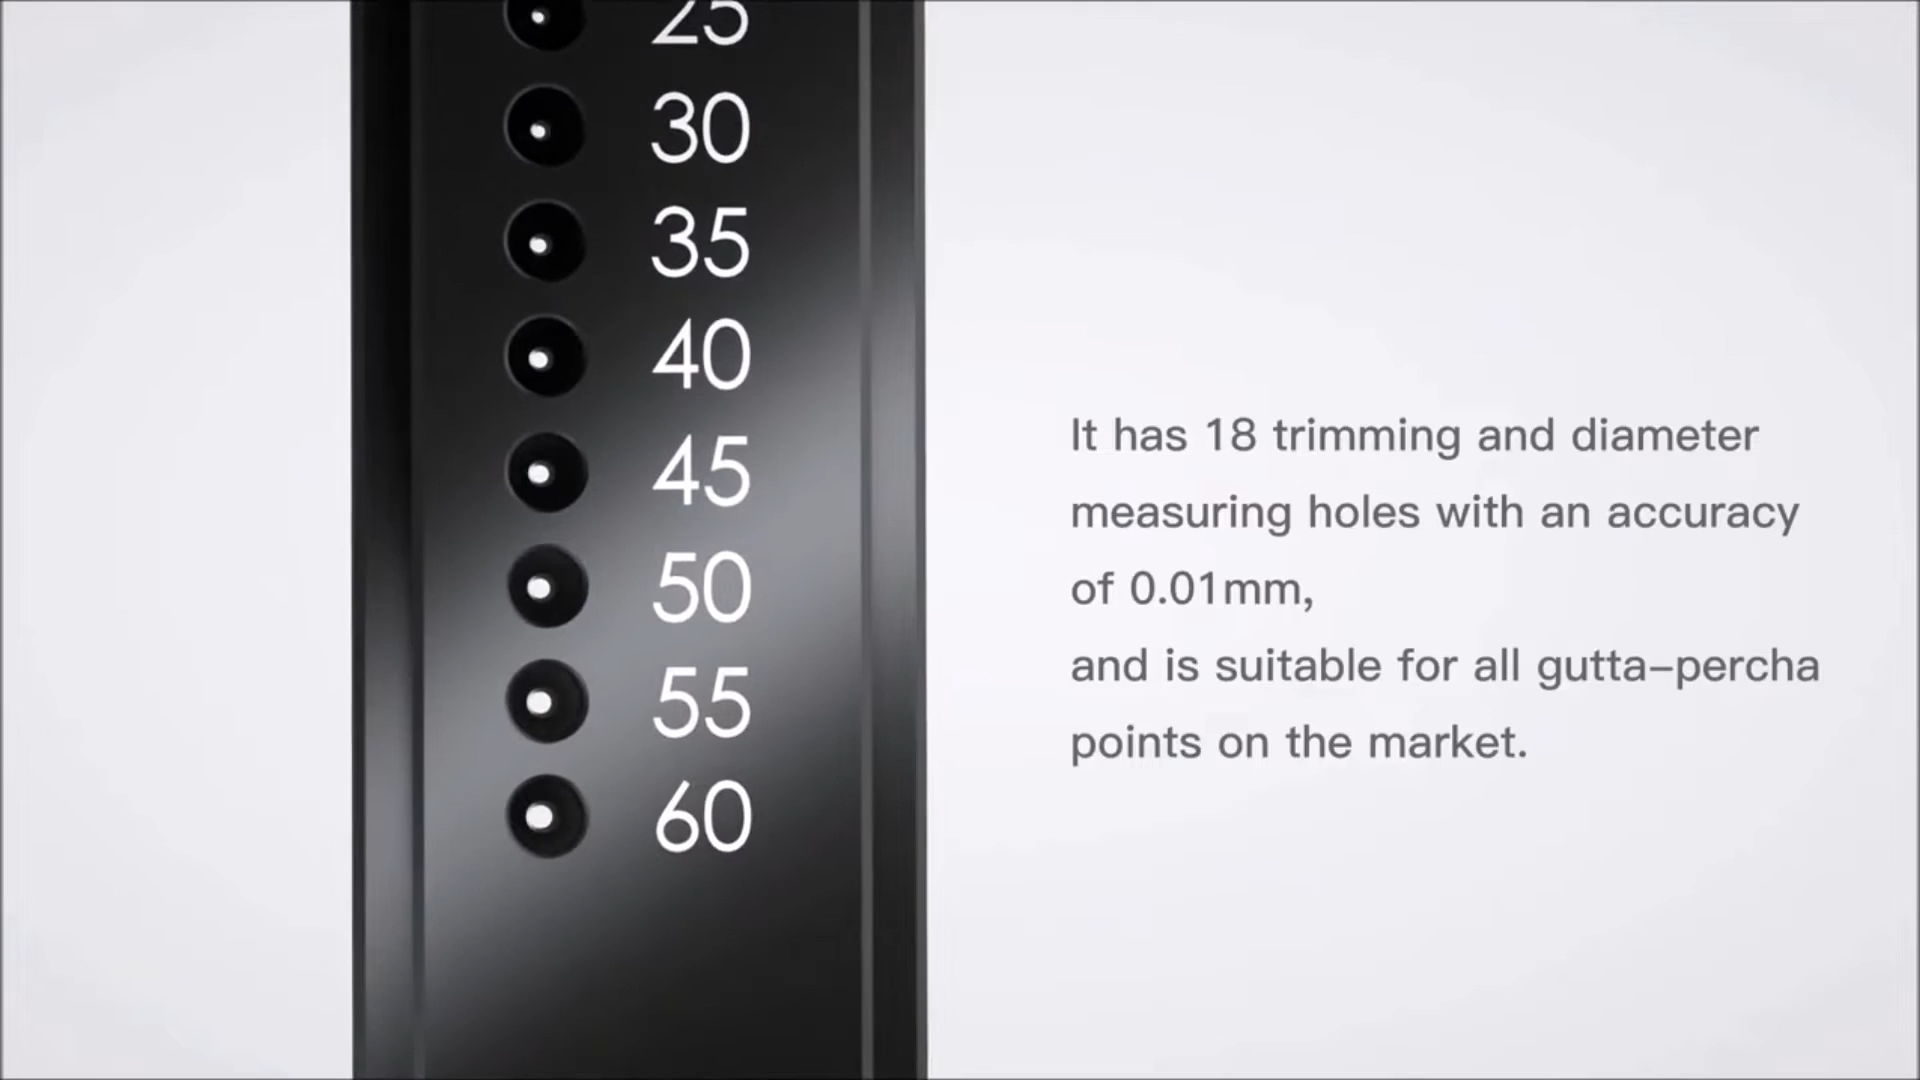 25
30
35
40
45
50
55
60
It has 18 trimming and diameter
measuring holes with an accuracy
of 0.01mm,
and is suitable for all gutta–percha
points on the market.